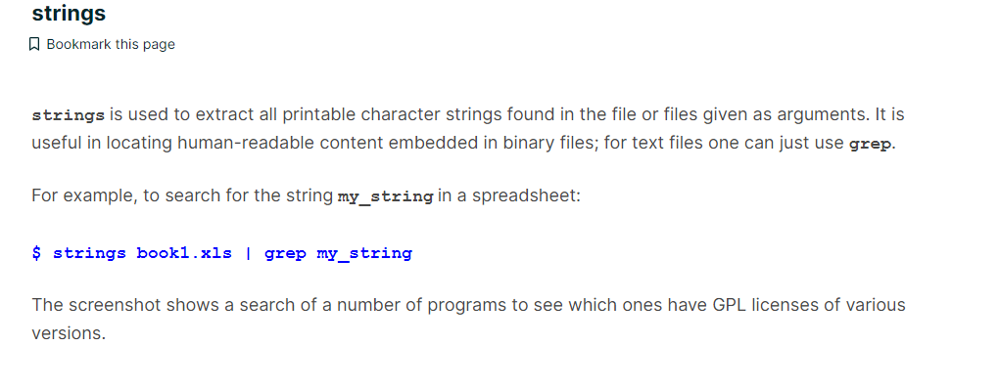 strings
Bookmark this page
strings is used to extract all printable character strings found in the file or files given as arguments. It is
useful in locating human-readable content embedded in binary files; for text files one can just use grep.
For example, to search for the string my_string in a spreadsheet:
$ strings book1.xls | grep my_string
The screenshot shows a search of a number of programs to see which ones have GPL licenses of various
versions.